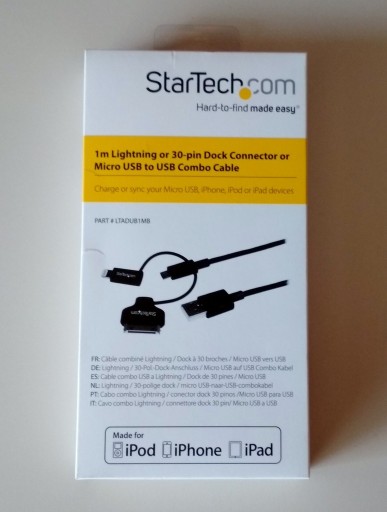 StarTech.com
Hard-to-find made easy®
1m Lightning or 30-pin Dock Connector or
Micro USB to USB Combo Cable
Charge or sync your Micro USB, iPhone, iPod or iPad devices
PART # LTADUB1MB
StarTech.com
FR: Câble combiné Lightning / Dock à 30 broches / Micro USB vers USB
DE: Lightning / 30-Pol.-Dock-Anschluss / Micro USB auf USB Combo Kabel
ES: Cable combo USB a Lightning / Dock de 30 pines / Micro USB
NL: Lightning / 30-polige dock / micro USB-naar-USB-combokabel
PT: Cabo combo Lightning / conector dock 30 pinos /Micro USB para USB
IT: Cavo combo Lightning / connettore dock 30 pin/ Micro USB a USB
Made for
iPod iPhone iPad